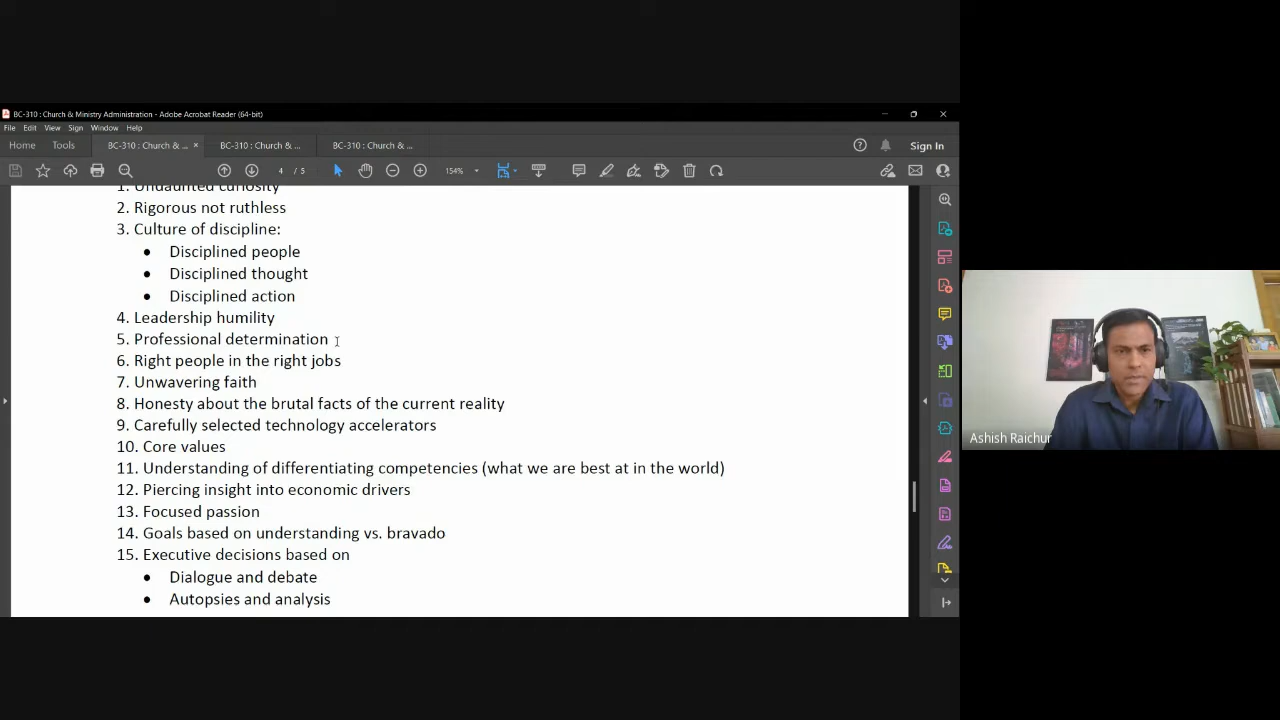 BC-310 : Church & Ministry Administration - Adobe Acrobat Reader (64-bit)
File Edit View Sign Window Help
Home Tools BC-310 : Church & ... × BC-310 : Church & ... BC-310 : Church & ... Sign In
4 / 5 154%
1. Undaunted curiosity
2. Rigorous not ruthless
3. Culture of discipline:
• Disciplined people
• Disciplined thought
• Disciplined action
4. Leadership humility
5. Professional determination
6. Right people in the right jobs
7. Unwavering faith
8. Honesty about the brutal facts of the current reality
9. Carefully selected technology accelerators
10. Core values
11. Understanding of differentiating competencies (what we are best at in the world)
12. Piercing insight into economic drivers
13. Focused passion
14. Goals based on understanding vs. bravado
15. Executive decisions based on
• Dialogue and debate
• Autopsies and analysis
Ashish Raichur